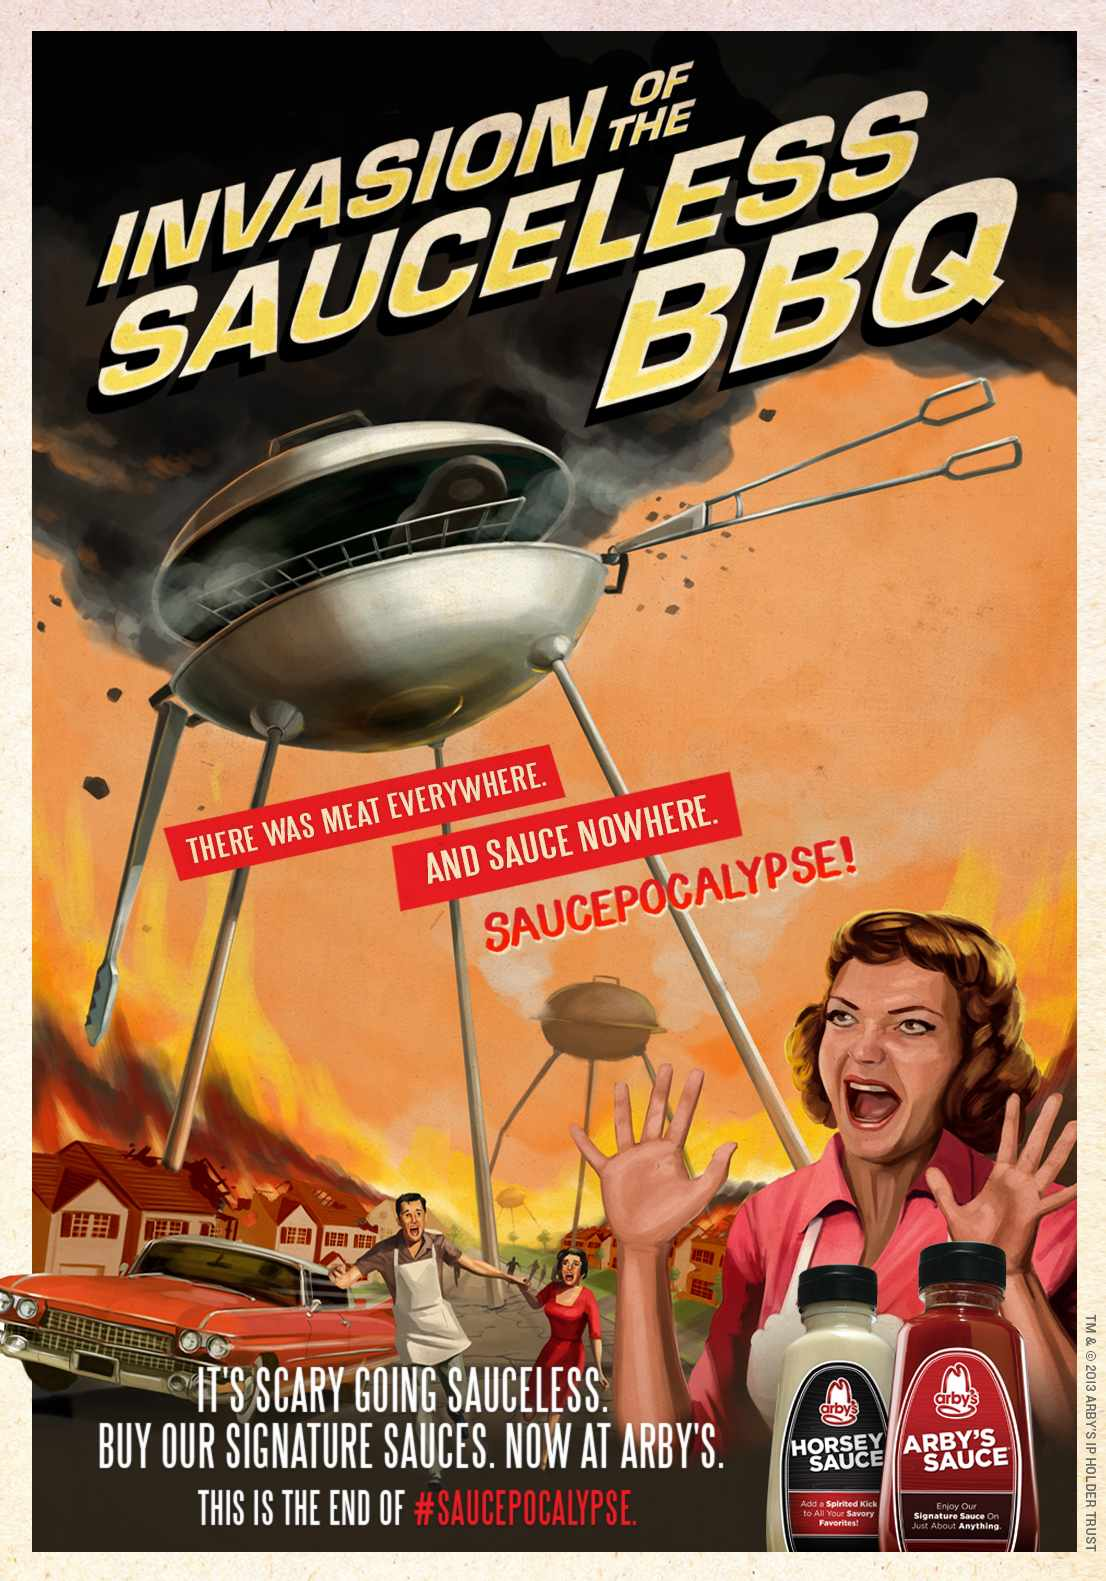 INVASION OF THE
SAUCELESS
BBQ
THERE WAS MEAT EVERYWHERE.
AND SAUCE NOWHERE.
SAUCEPOCALYPSE!
IT'S SCARY GOING SAUCELESS.
BUY OUR SIGNATURE SAUCES. NOW AT ARBY'S.
THIS IS THE END OF #SAUCEPOCALYPSE.
arby's
HORSEY
SAUCE
Add a Spirited Kick
to All Your Savory
Favorites!
arby's
ARBY'S
SAUCE™
Enjoy Our
Signature Sauce On
Just About Anything.
TM & © 2013 ARBY'S IP HOLDER TRUST